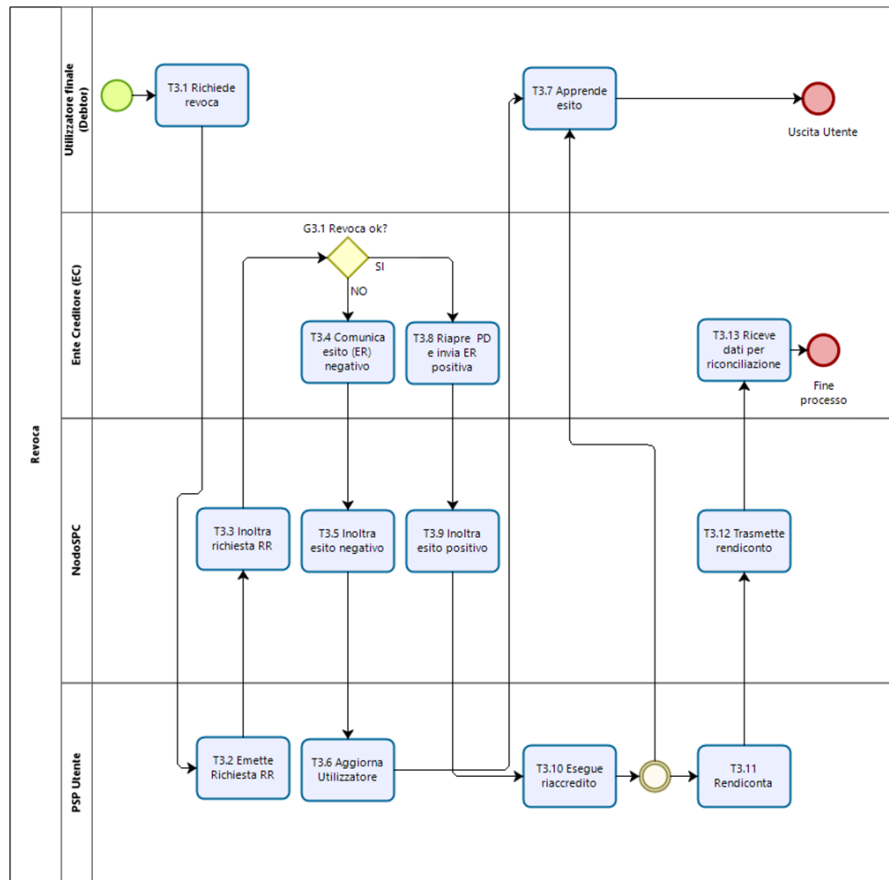 Revoca
Utilizzatore finale
(Debtor)
T3.1 Richiede
revoca
T3.7 Apprende
esito
Uscita Utente
Ente Creditore (EC)
G3.1 Revoca ok?
SI
NO
T3.4 Comunica
esito (ER)
negativo
T3.8 Riapre PD
e invia ER
positiva
T3.13 Riceve
dati per
riconciliazione
Fine
processo
NodoSPC
T3.3 Inoltra
richiesta RR
T3.5 Inoltra
esito negativo
T3.9 Inoltra
esito positivo
T3.12 Trasmette
rendiconto
PSP Utente
T3.2 Emette
Richiesta RR
T3.6 Aggiorna
Utilizzatore
T3.10 Esegue
riaccredito
T3.11
Rendiconta